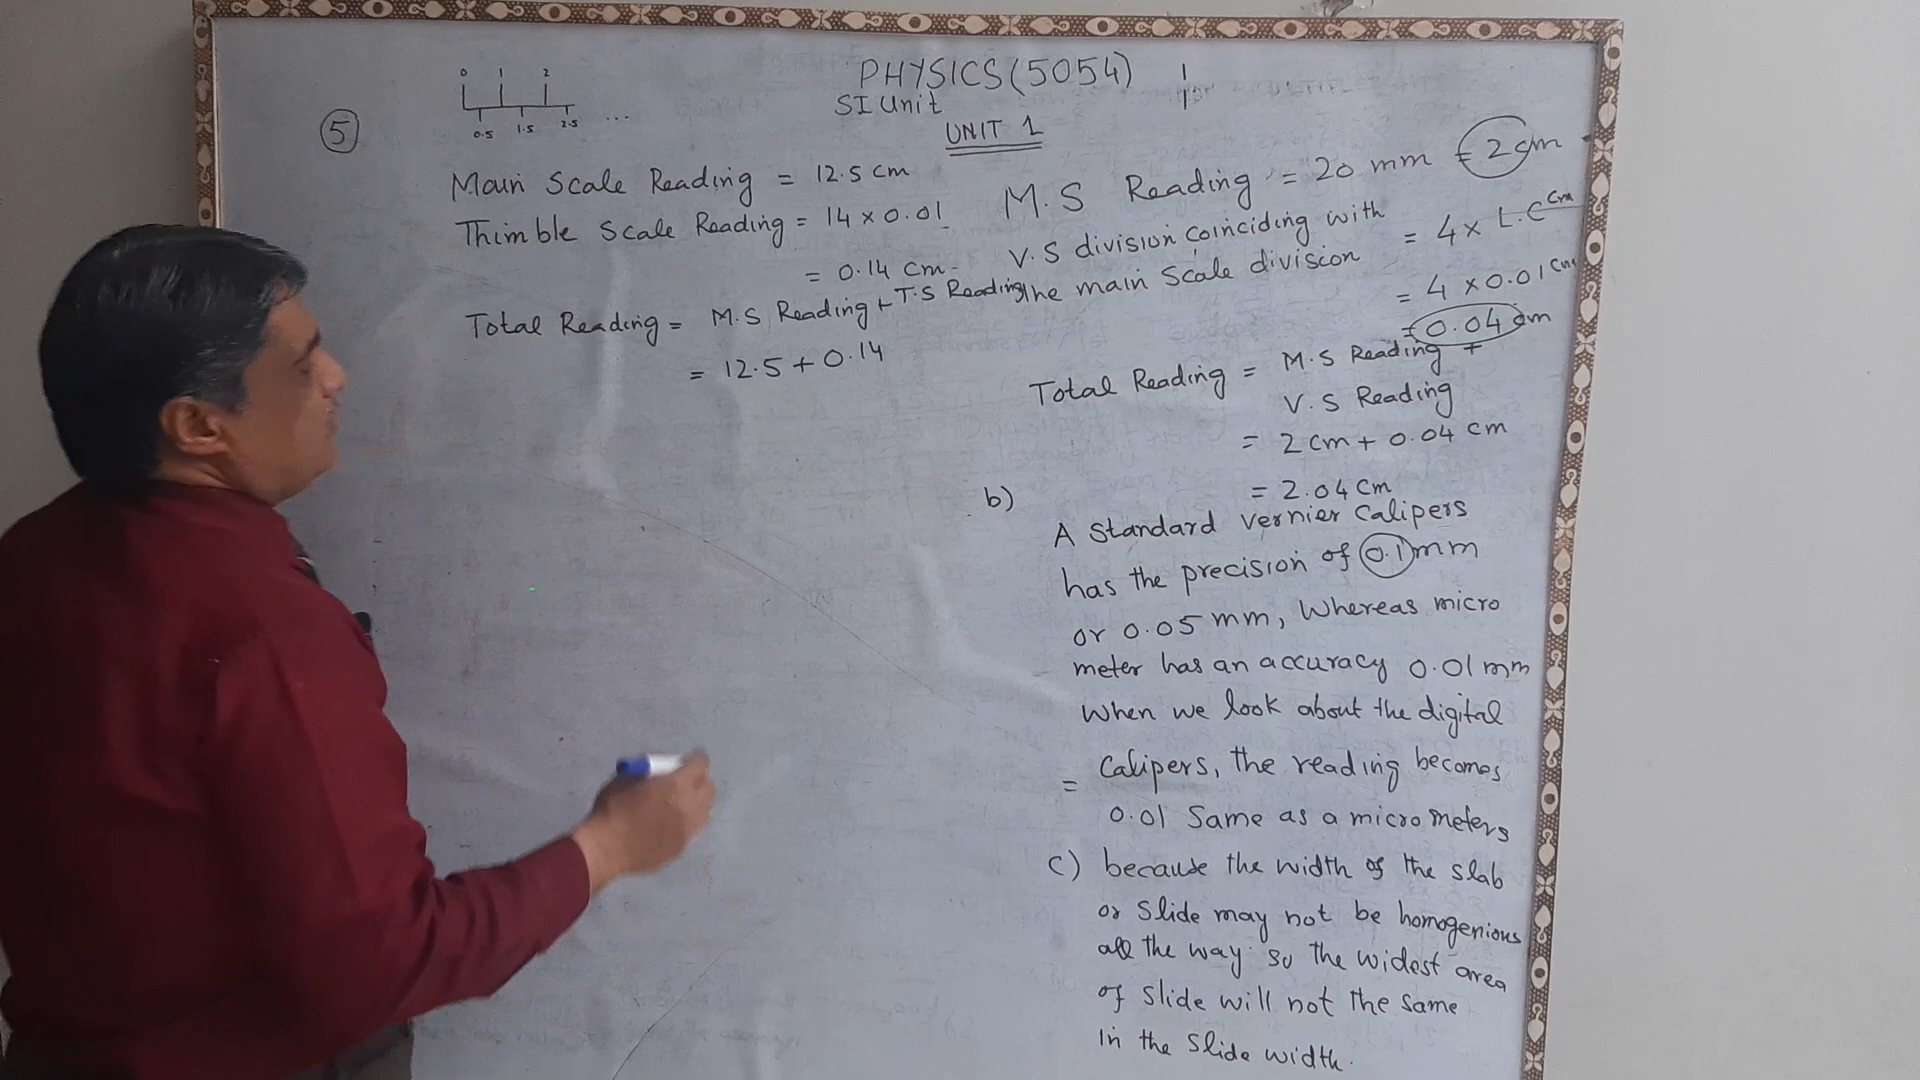 PHYSICS (5054)
SI Unit
UNIT 1
5
0 1 2
0.5 1.5 2.5 ...
Main Scale Reading = 12.5 cm
Thimble Scale Reading = 14 x 0.01
= 0.14 cm
Total Reading = M.S Reading + T.S Reading
= 12.5 + 0.14
M.S Reading = 20 mm = 2 cm
V.S division coinciding with
the main scale division
= 4 x L.C cm
= 4 x 0.01 cm
= 0.04 cm
Total Reading = M.S Reading +
V.S Reading
= 2 cm + 0.04 cm
= 2.04 cm
b)
A Standard vernier Calipers
has the precision of 0.1 mm
or 0.05 mm, Whereas micro
meter has an accuracy 0.01 mm
When we look about the digital
= Calipers, the reading becomes
0.01 Same as a micro meters
c) because the width of the slab
or Slide may not be homogenious
all the way so the widest area
of Slide will not the same
in the slide width.